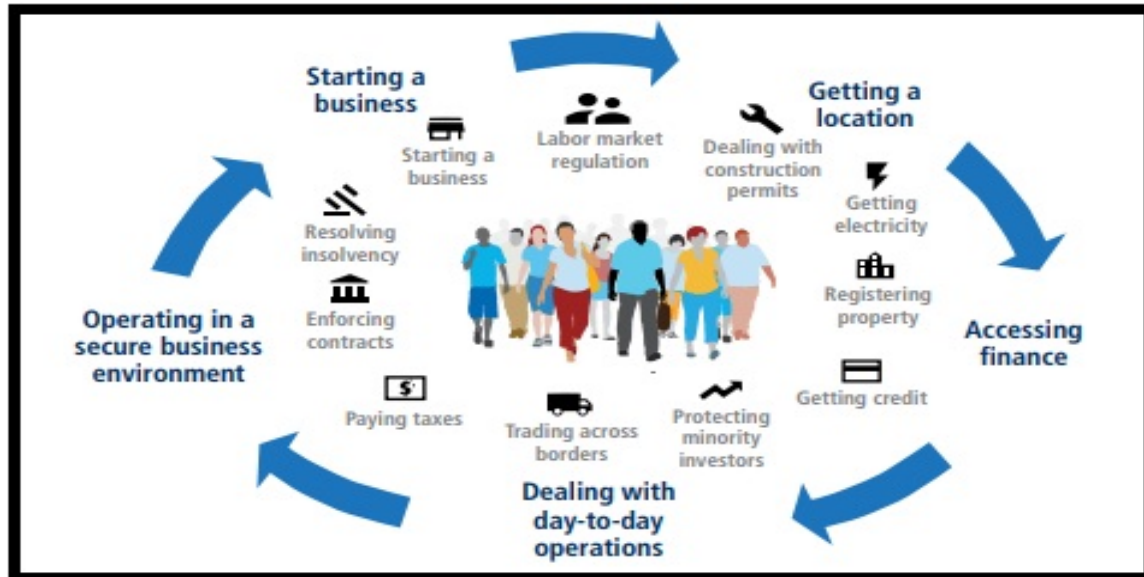 Starting a
business
Starting a
business
Labor market
regulation
Dealing with
construction
permits
Getting a
location
Getting
electricity
Registering
property
Accessing
finance
Getting credit
Protecting
minority
investors
Trading across
borders
Dealing with
day-to-day
operations
$
Paying taxes
Operating in a
secure business
environment
Enforcing
contracts
Resolving
insolvency